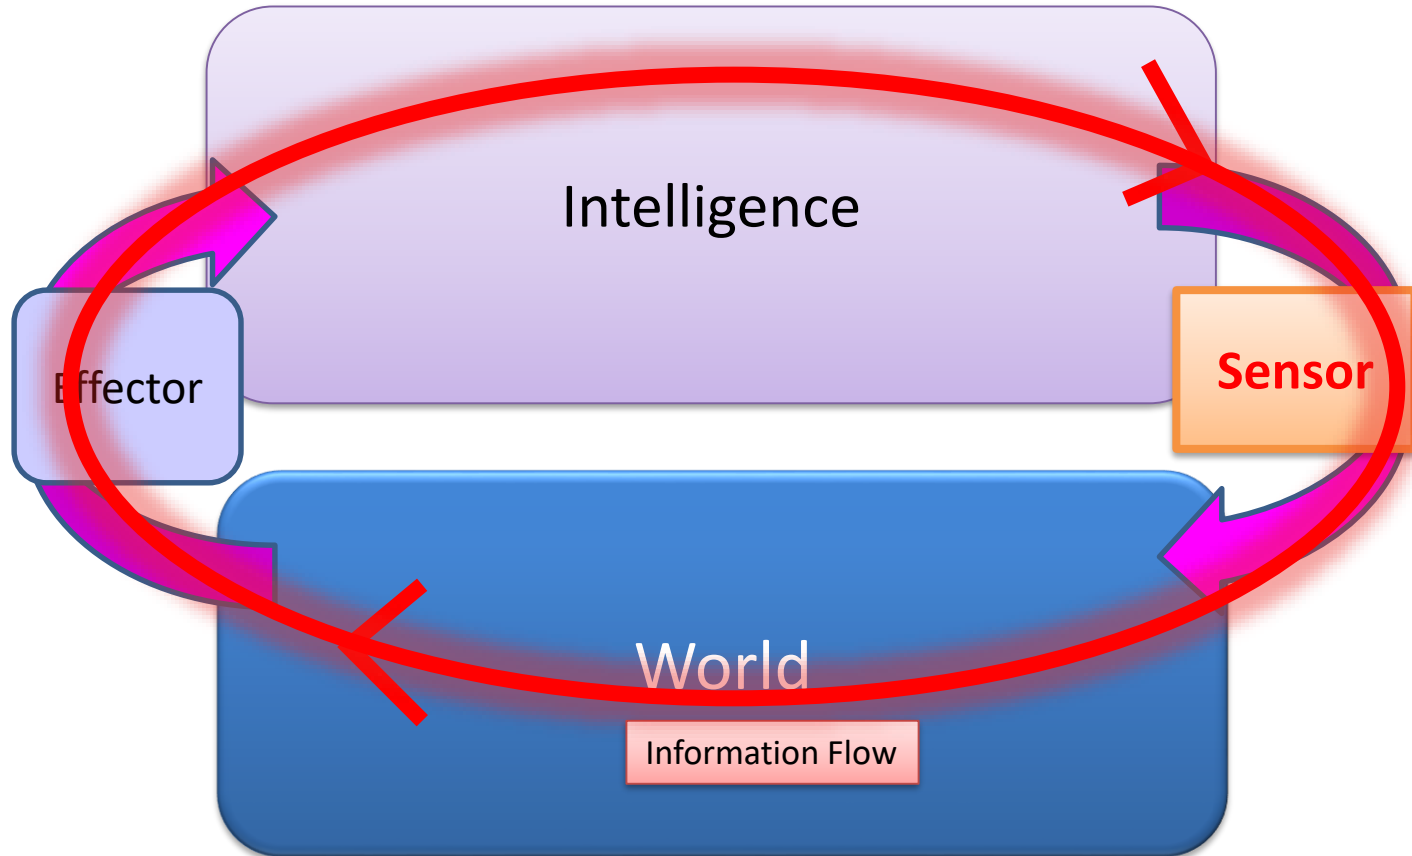 Intelligence
Sensor
Effector
World
Information Flow